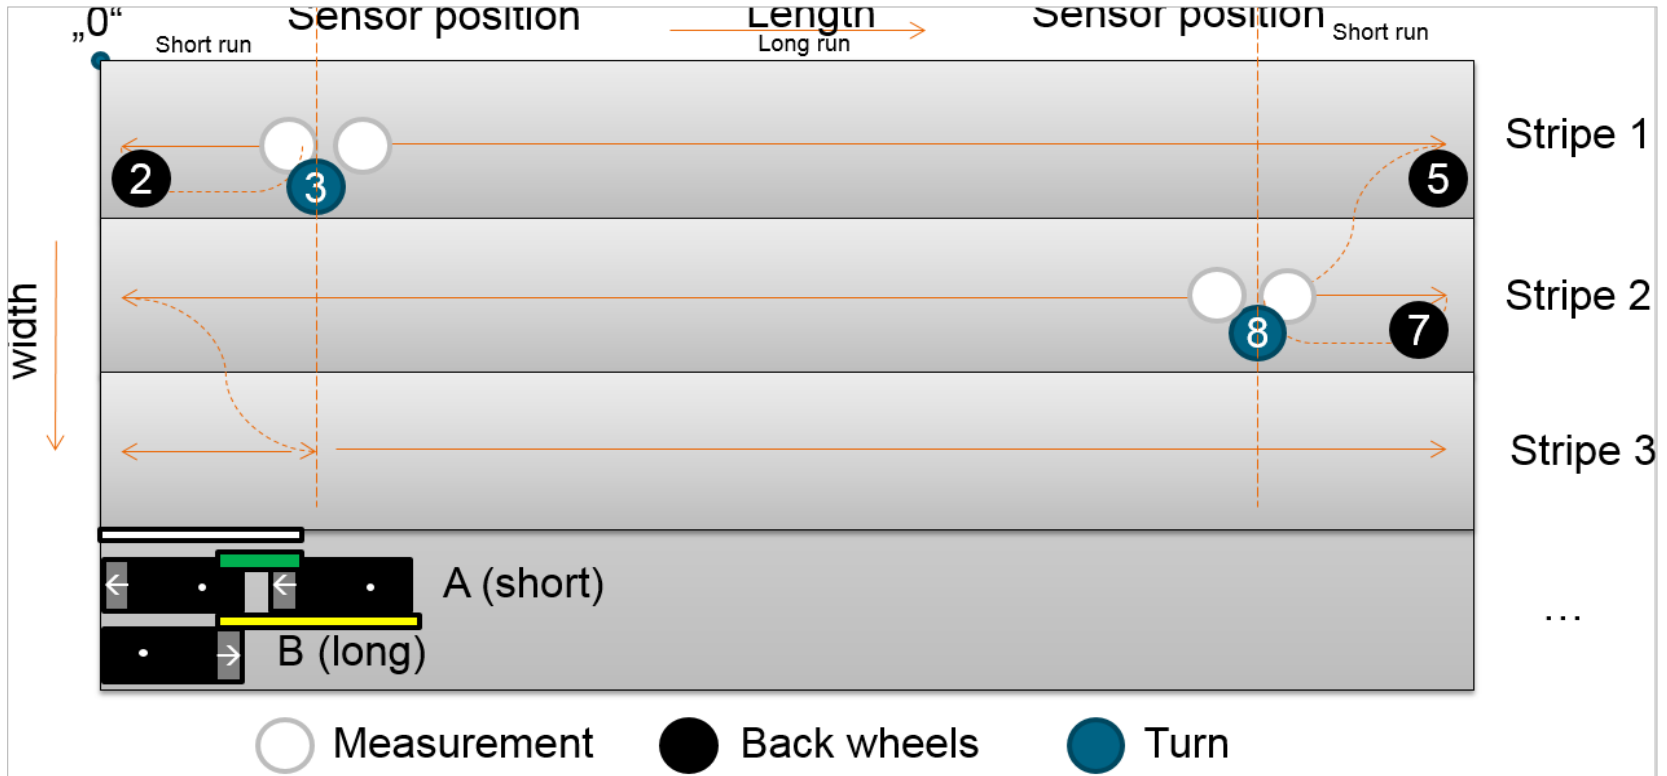 „0“
Sensor position
Length
Sensor position
Short run
Long run
Short run
Stripe 1
2
3
5
width
Stripe 2
8
7
Stripe 3
A (short)
B (long)
...
Measurement
Back wheels
Turn